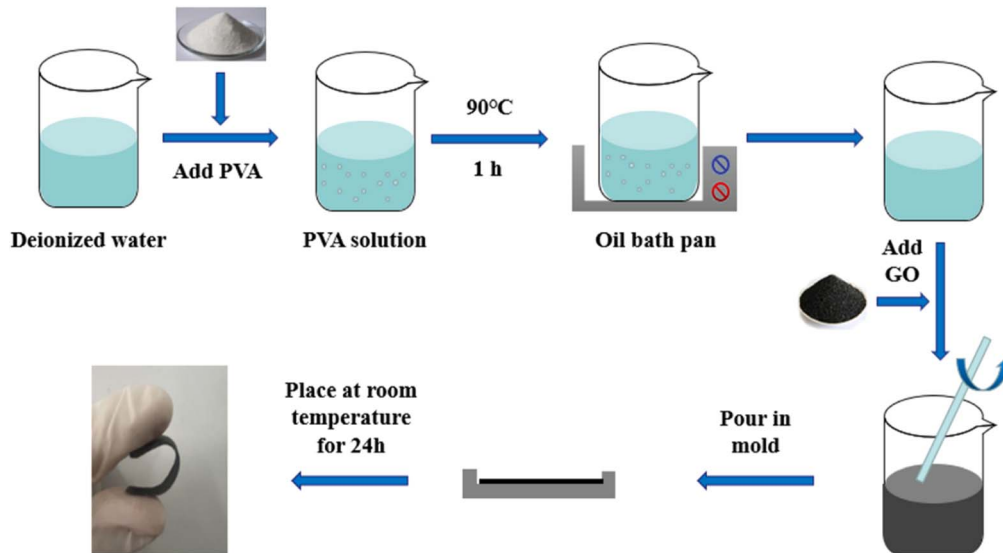 Add PVA
90°C
1 h
Deionized water
PVA solution
Oil bath pan
Add
GO
Pour in
mold
Place at room
temperature
for 24h